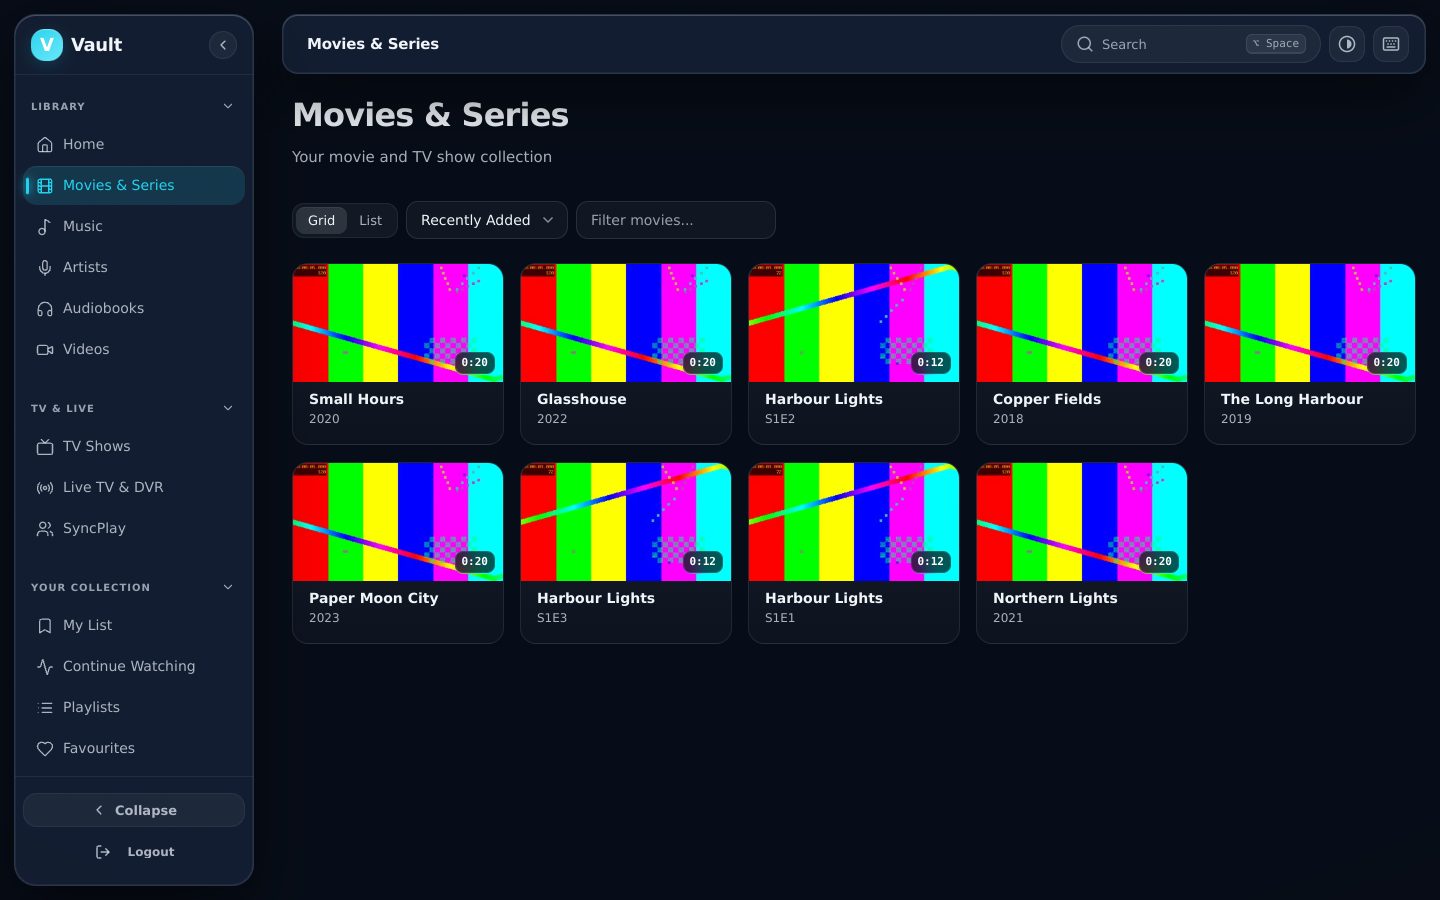 V Vault
LIBRARY
Home
Movies & Series
Music
Artists
Audiobooks
Videos
TV & LIVE
TV Shows
Live TV & DVR
SyncPlay
YOUR COLLECTION
My List
Continue Watching
Playlists
Favourites
Collapse
Logout
Movies & Series
Search
⌥ Space
Movies & Series
Your movie and TV show collection
Grid
List
Recently Added
Filter movies...
0:20
Small Hours
2020
0:20
Glasshouse
2022
0:12
Harbour Lights
S1E2
0:20
Copper Fields
2018
0:20
The Long Harbour
2019
0:20
Paper Moon City
2023
0:12
Harbour Lights
S1E3
0:12
Harbour Lights
S1E1
0:20
Northern Lights
2021